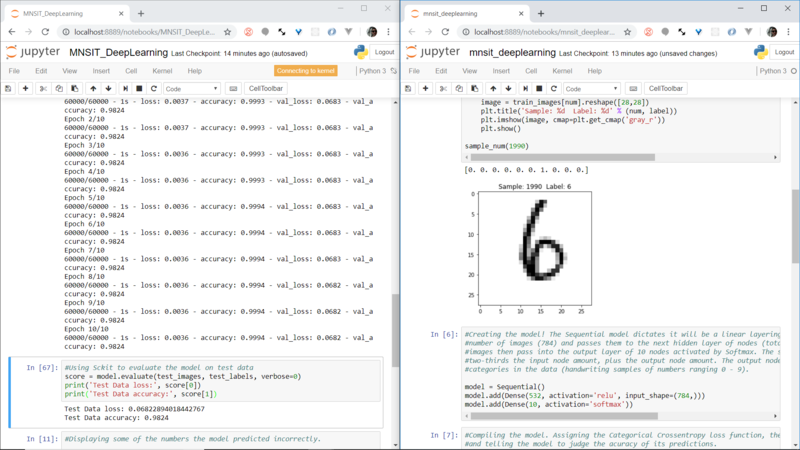 MNSIT_DeepLearning
localhost:8889/notebooks/MNSIT_DeepL
jupyter MNSIT_DeepLearning Last Checkpoint: 14 minutes ago (autosaved)
Logout
File Edit View Insert Cell Kernel
Connecting to kernel
Python 3
Code
CellToolbar
60000/60000 - 1s - loss: 0.0037 - accuracy: 0.9993 - val_loss: 0.0683 - val_a
ccuracy: 0.9824
Epoch 2/10
60000/60000 - 1s - loss: 0.0037 - accuracy: 0.9993 - val_loss: 0.0683 - val_a
ccuracy: 0.9824
Epoch 3/10
60000/60000 - 1s - loss: 0.0036 - accuracy: 0.9993 - val_loss: 0.0683 - val_a
ccuracy: 0.9824
Epoch 4/10
60000/60000 - 1s - loss: 0.0036 - accuracy: 0.9993 - val_loss: 0.0683 - val_a
ccuracy: 0.9824
Epoch 5/10
60000/60000 - 1s - loss: 0.0036 - accuracy: 0.9994 - val_loss: 0.0683 - val_a
ccuracy: 0.9824
Epoch 6/10
60000/60000 - 1s - loss: 0.0036 - accuracy: 0.9994 - val_loss: 0.0683 - val_a
ccuracy: 0.9824
Epoch 7/10
60000/60000 - 1s - loss: 0.0036 - accuracy: 0.9994 - val_loss: 0.0683 - val_a
ccuracy: 0.9824
Epoch 8/10
60000/60000 - 1s - loss: 0.0036 - accuracy: 0.9994 - val_loss: 0.0682 - val_a
ccuracy: 0.9824
Epoch 9/10
60000/60000 - 1s - loss: 0.0036 - accuracy: 0.9994 - val_loss: 0.0682 - val_a
ccuracy: 0.9824
Epoch 10/10
60000/60000 - 1s - loss: 0.0036 - accuracy: 0.9994 - val_loss: 0.0682 - val_a
ccuracy: 0.9824
In [67]:
#Using Sckit to evaluate the model on test data
score = model.evaluate(test_images, test_labels, verbose=0)
print('Test Data loss:', score[0])
print('Test Data accuracy:', score[1])
Test Data loss: 0.06822894018442767
Test Data accuracy: 0.9824
In [11]:
#Displaying some of the numbers the model predicted incorrectly.
mnsit_deeplearning
localhost:8889/notebooks/mnsit_deeplear
jupyter mnsit_deeplearning Last Checkpoint: 13 minutes ago (unsaved changes)
Logout
File Edit View Insert Cell Kernel Help
Python 3
Code
CellToolbar
image = train_images[num].reshape([28,28])
plt.title('Sample: %d Label: %d' % (num, label))
plt.imshow(image, cmap=plt.get_cmap('gray_r'))
plt.show()
sample_num(1990)
[0. 0. 0. 0. 0. 0. 1. 0. 0. 0.]
Sample: 1990 Label: 6
0
5
10
15
20
25
0 5 10 15 20 25
In [6]:
#Creating the model! The Sequential model dictates it will be a linear layering
#number of images (784) and passes them to the next hidden layer of nodes (tota
#images then pass into the output layer of 10 nodes activated by Softmax. The s
#two-thirds the input node amount, plus the output node amount. The output node
#categories in the data (handwriting samples of numbers ranging 0 - 9).
model = Sequential()
model.add(Dense(532, activation='relu', input_shape=(784,)))
model.add(Dense(10, activation='softmax'))
In [7]:
#Compiling the model. Assigning the Categorical Crossentropy loss function, the
#and telling the model to judge the acuracy of its predictions.